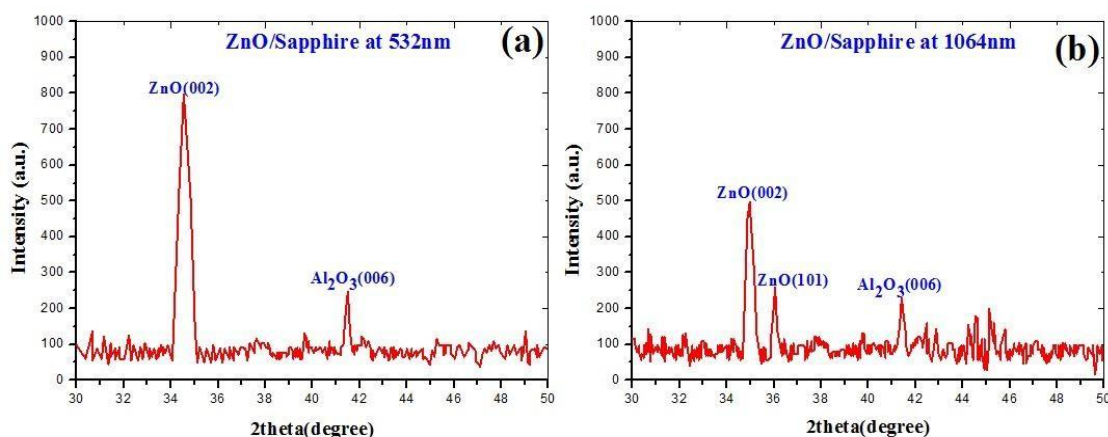 ZnO/Sapphire at 532nm
(a)
ZnO(002)
Al₂O₃(006)
Intensity (a.u.)
1000
900
800
700
600
500
400
300
200
100
0
30 32 34 36 38 40 42 44 46 48 50
2theta(degree)
ZnO/Sapphire at 1064nm
(b)
ZnO(002)
ZnO(101)
Al₂O₃(006)
Intensity (a.u.)
1000
900
800
700
600
500
400
300
200
100
0
30 32 34 36 38 40 42 44 46 48 50
2theta(degree)